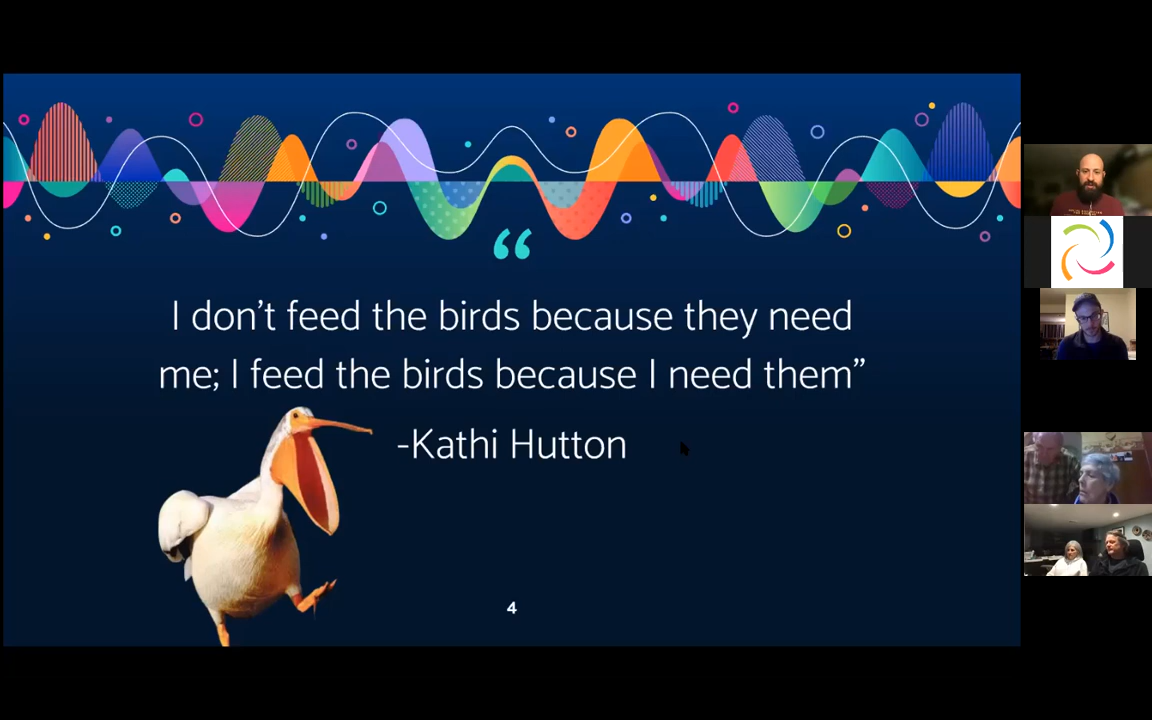 “
I don’t feed the birds because they need
me; I feed the birds because I need them”
-Kathi Hutton
4